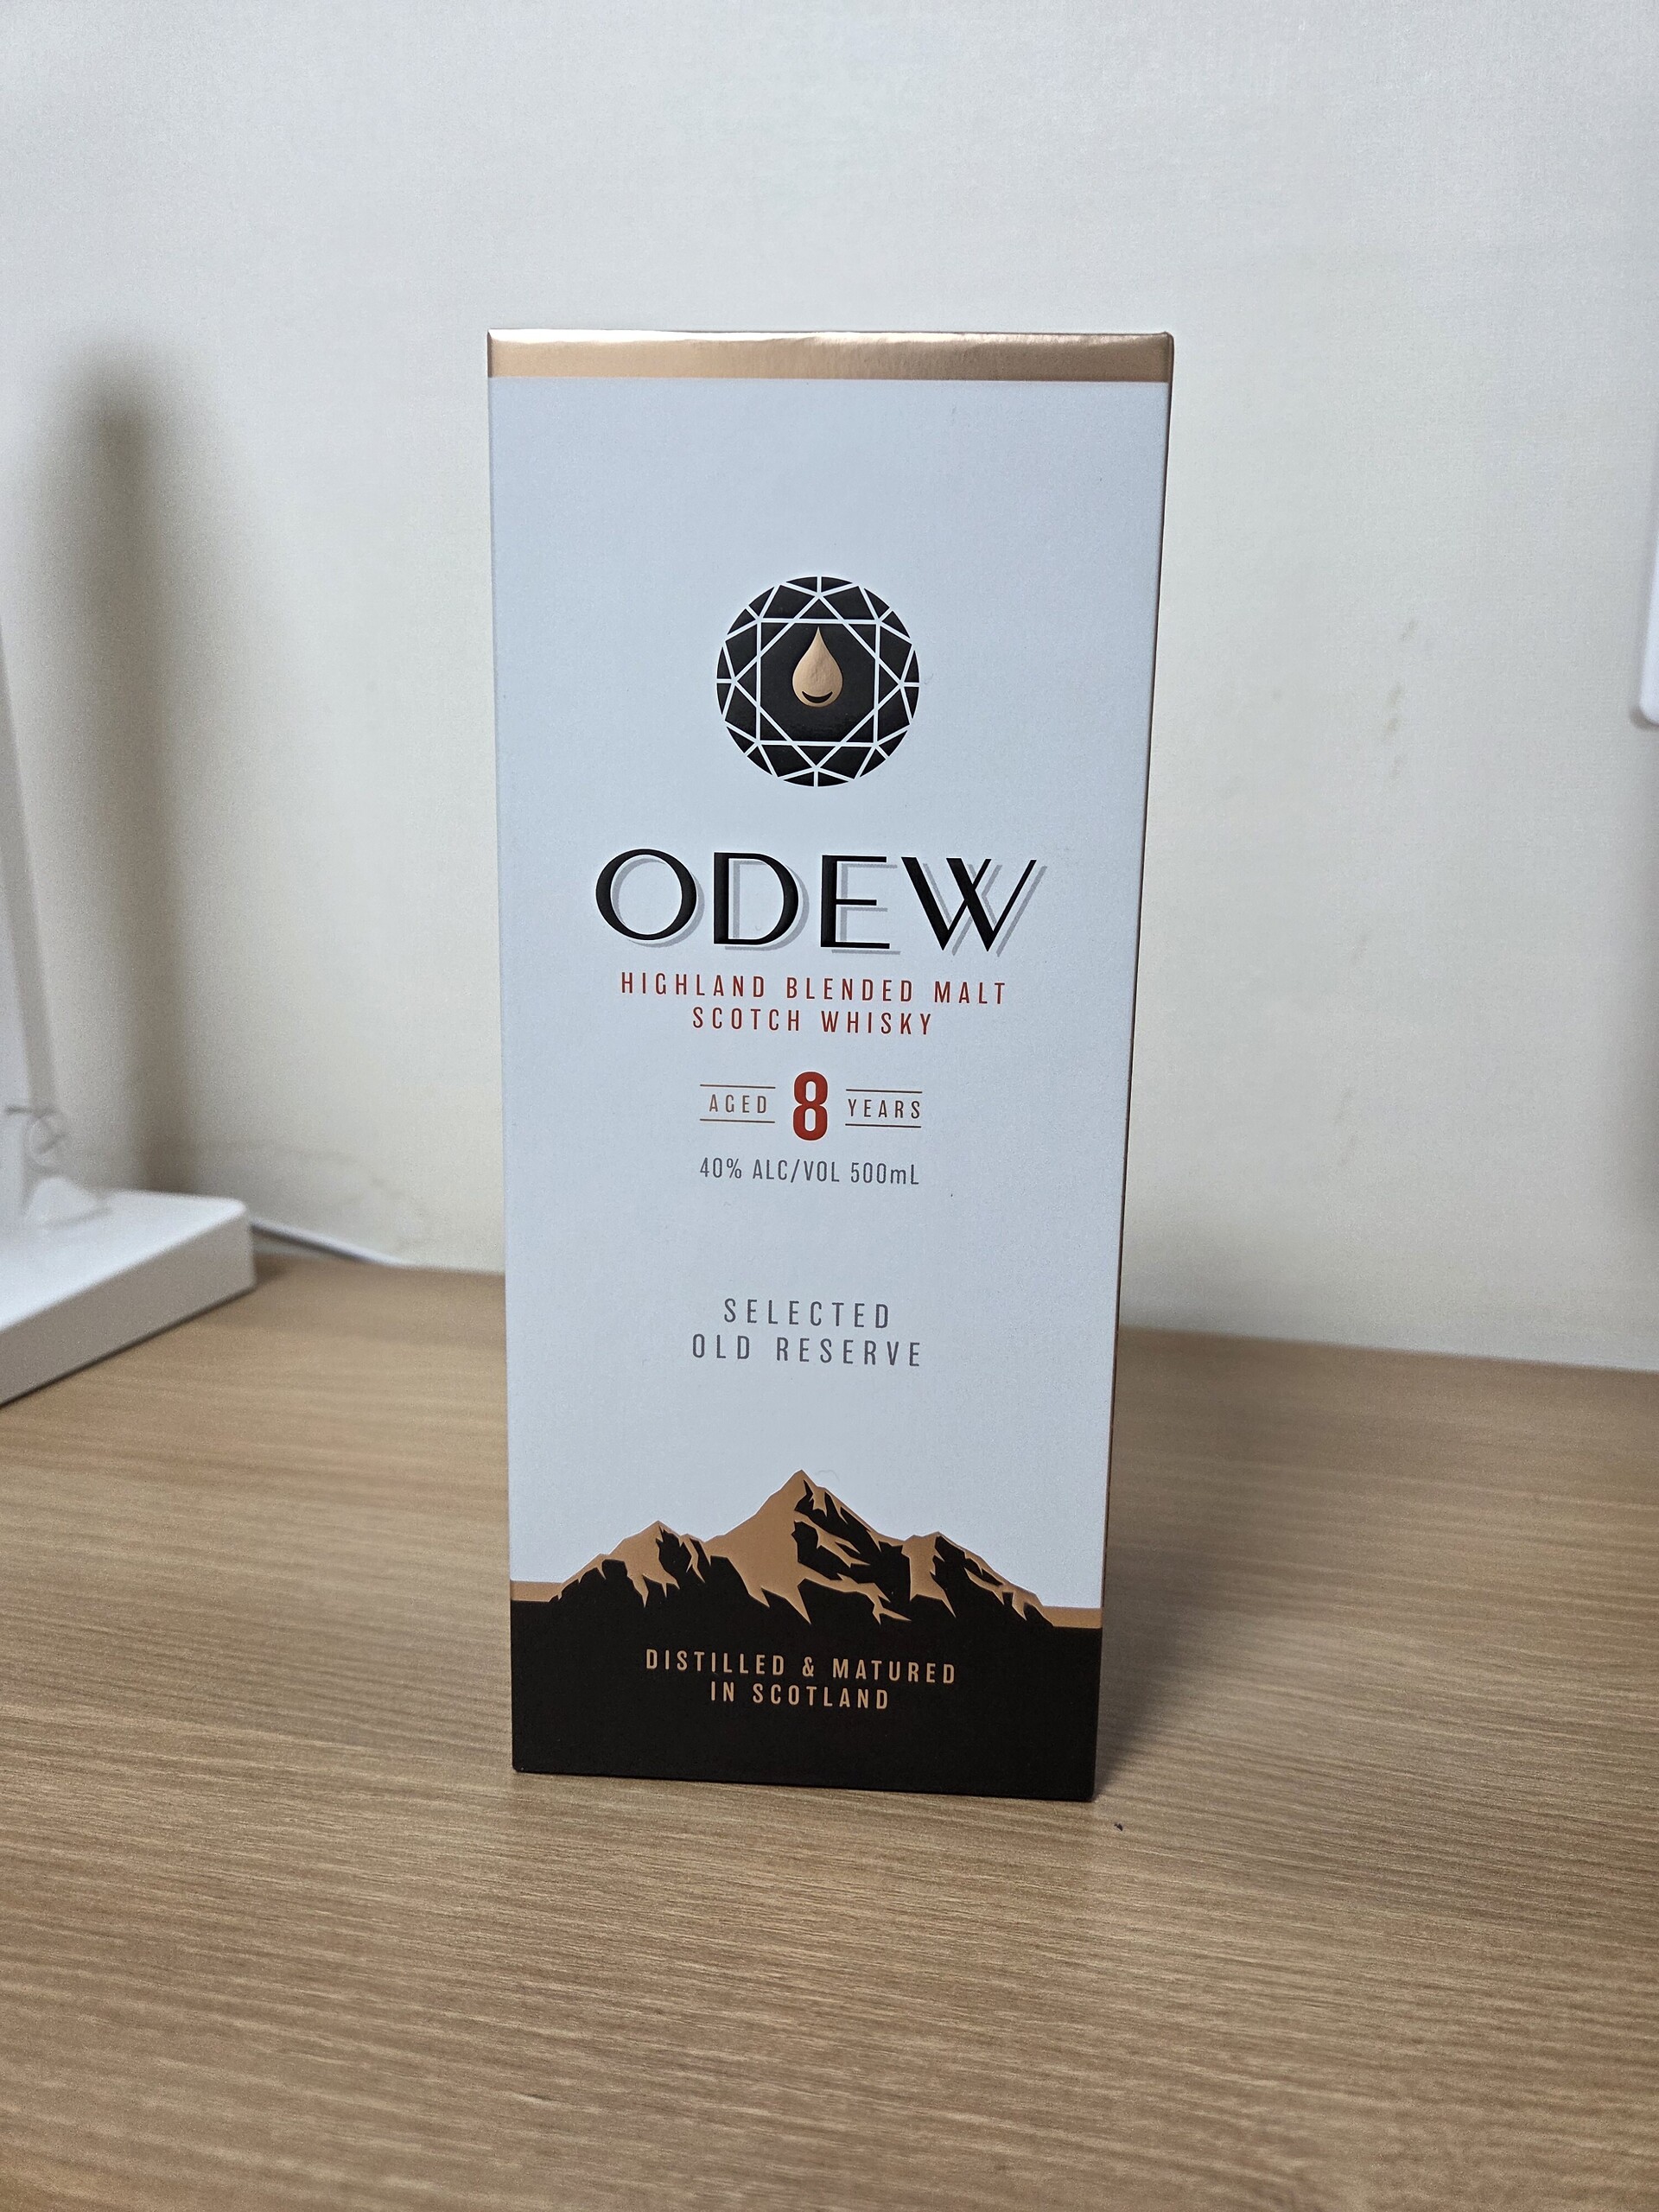 ODEW
HIGHLAND BLENDED MALT
SCOTCH WHISKY
AGED 8 YEARS
40% ALC/VOL 500mL
SELECTED
OLD RESERVE
DISTILLED & MATURED
IN SCOTLAND